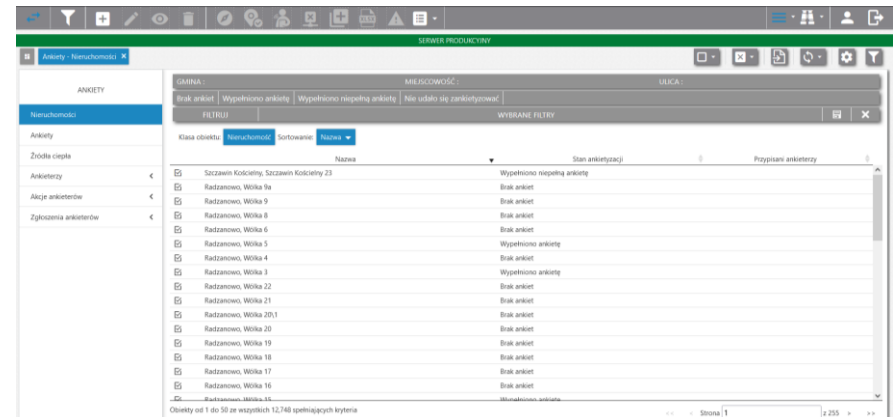 SERWER PRODUKCYJNY
Ankiety - Nieruchomości ×
ANKIETY
Nieruchomości
Ankiety
Źródła ciepła
Ankieterzy
Akcje ankieterów
Zgłoszenia ankieterów
GMINA : MIEJSCOWOŚĆ : ULICA :
Brak ankiet Wypełniono ankietę Wypełniono niepełną ankietę Nie udało się zankietyzować
FILTRUJ WYBRANE FILTRY
Klasa obiektu: Nieruchomość Sortowanie: Nazwa
Nazwa Stan ankietyzacji Przypisani ankieterzy
Szczawin Kościelny, Szczawin Kościelny 23 Wypełniono niepełną ankietę
Radzanowo, Wólka 9a Brak ankiet
Radzanowo, Wólka 9 Brak ankiet
Radzanowo, Wólka 8 Brak ankiet
Radzanowo, Wólka 6 Brak ankiet
Radzanowo, Wólka 5 Wypełniono ankietę
Radzanowo, Wólka 4 Brak ankiet
Radzanowo, Wólka 3 Wypełniono ankietę
Radzanowo, Wólka 22 Brak ankiet
Radzanowo, Wólka 21 Brak ankiet
Radzanowo, Wólka 20\1 Brak ankiet
Radzanowo, Wólka 20 Brak ankiet
Radzanowo, Wólka 19 Brak ankiet
Radzanowo, Wólka 18 Brak ankiet
Radzanowo, Wólka 17 Brak ankiet
Radzanowo, Wólka 16 Brak ankiet
Radzanowo, Wólka 15 Wypełniono ankietę
Obiekty od 1 do 50 ze wszystkich 12,748 spełniających kryteria
<< < Strona 1 z 255 > >>